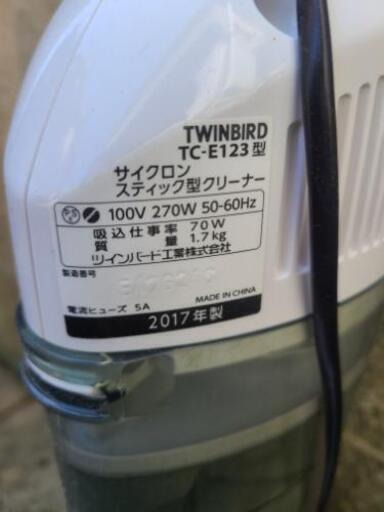 TWINBIRD
TC-E123型
サイクロン
スティック型クリーナー
100V 270W 50-60Hz
吸込仕事率 70W
質量 1.7kg
ツインバード工業株式会社
製造番号
電流ヒューズ 5A
MADE IN CHINA
2017年製